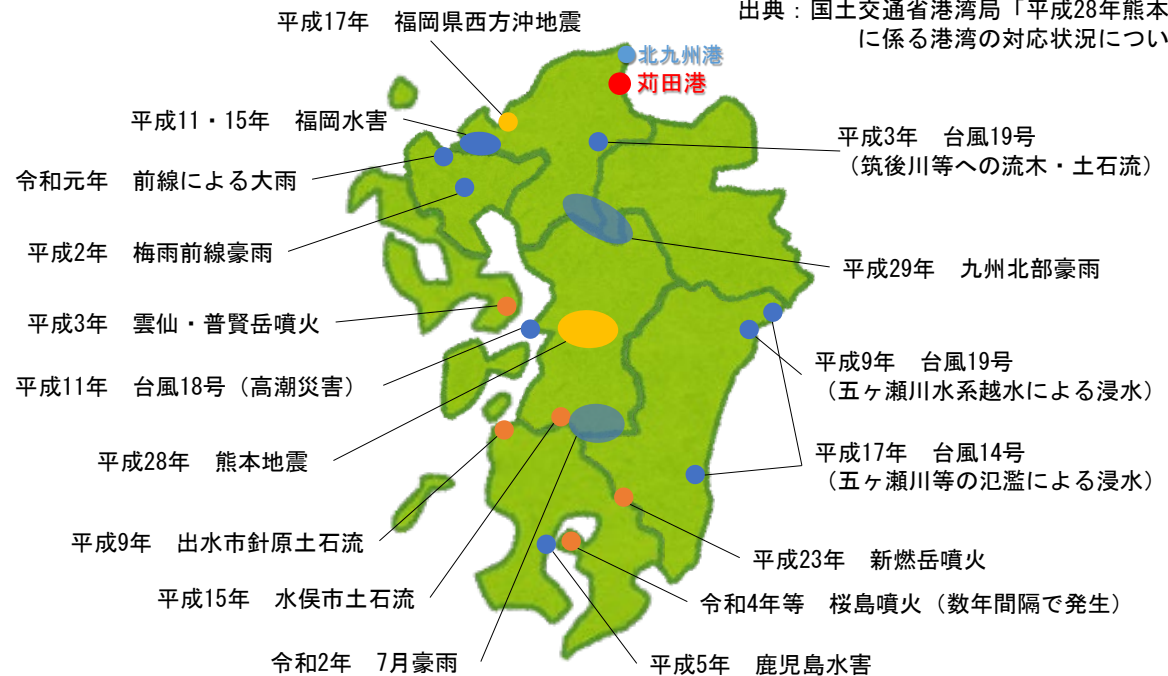 出典：国土交通省港湾局「平成28年熊本
に係る港湾の対応状況につい
平成17年　福岡県西方沖地震
北九州港
苅田港
平成11・15年　福岡水害
平成3年　台風19号
（筑後川等への流木・土石流）
令和元年　前線による大雨
平成2年　梅雨前線豪雨
平成29年　九州北部豪雨
平成3年　雲仙・普賢岳噴火
平成9年　台風19号
（五ヶ瀬川水系越水による浸水）
平成11年　台風18号（高潮災害）
平成17年　台風14号
（五ヶ瀬川等の氾濫による浸水）
平成28年　熊本地震
平成9年　出水市針原土石流
平成23年　新燃岳噴火
平成15年　水俣市土石流
令和4年等　桜島噴火（数年間隔で発生）
令和2年　7月豪雨
平成5年　鹿児島水害